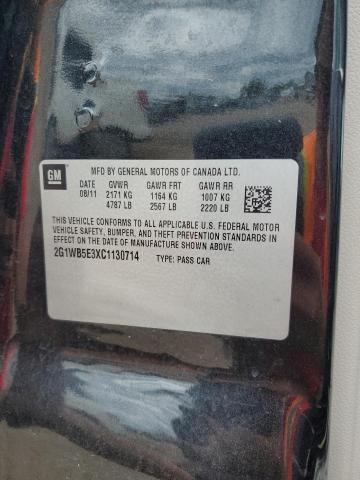 GM
MFD BY GENERAL MOTORS OF CANADA LTD.
DATE GVWR GAWR FRT GAWR RR
08/11 2171 KG 1164 KG 1007 KG
4787 LB 2567 LB 2220 LB
THIS VEHICLE CONFORMS TO ALL APPLICABLE U.S. FEDERAL MOTOR
VEHICLE SAFETY, BUMPER, AND THEFT PREVENTION STANDARDS IN
EFFECT ON THE DATE OF MANUFACTURE SHOWN ABOVE.
2G1WB5E3XC1130714 TYPE: PASS CAR